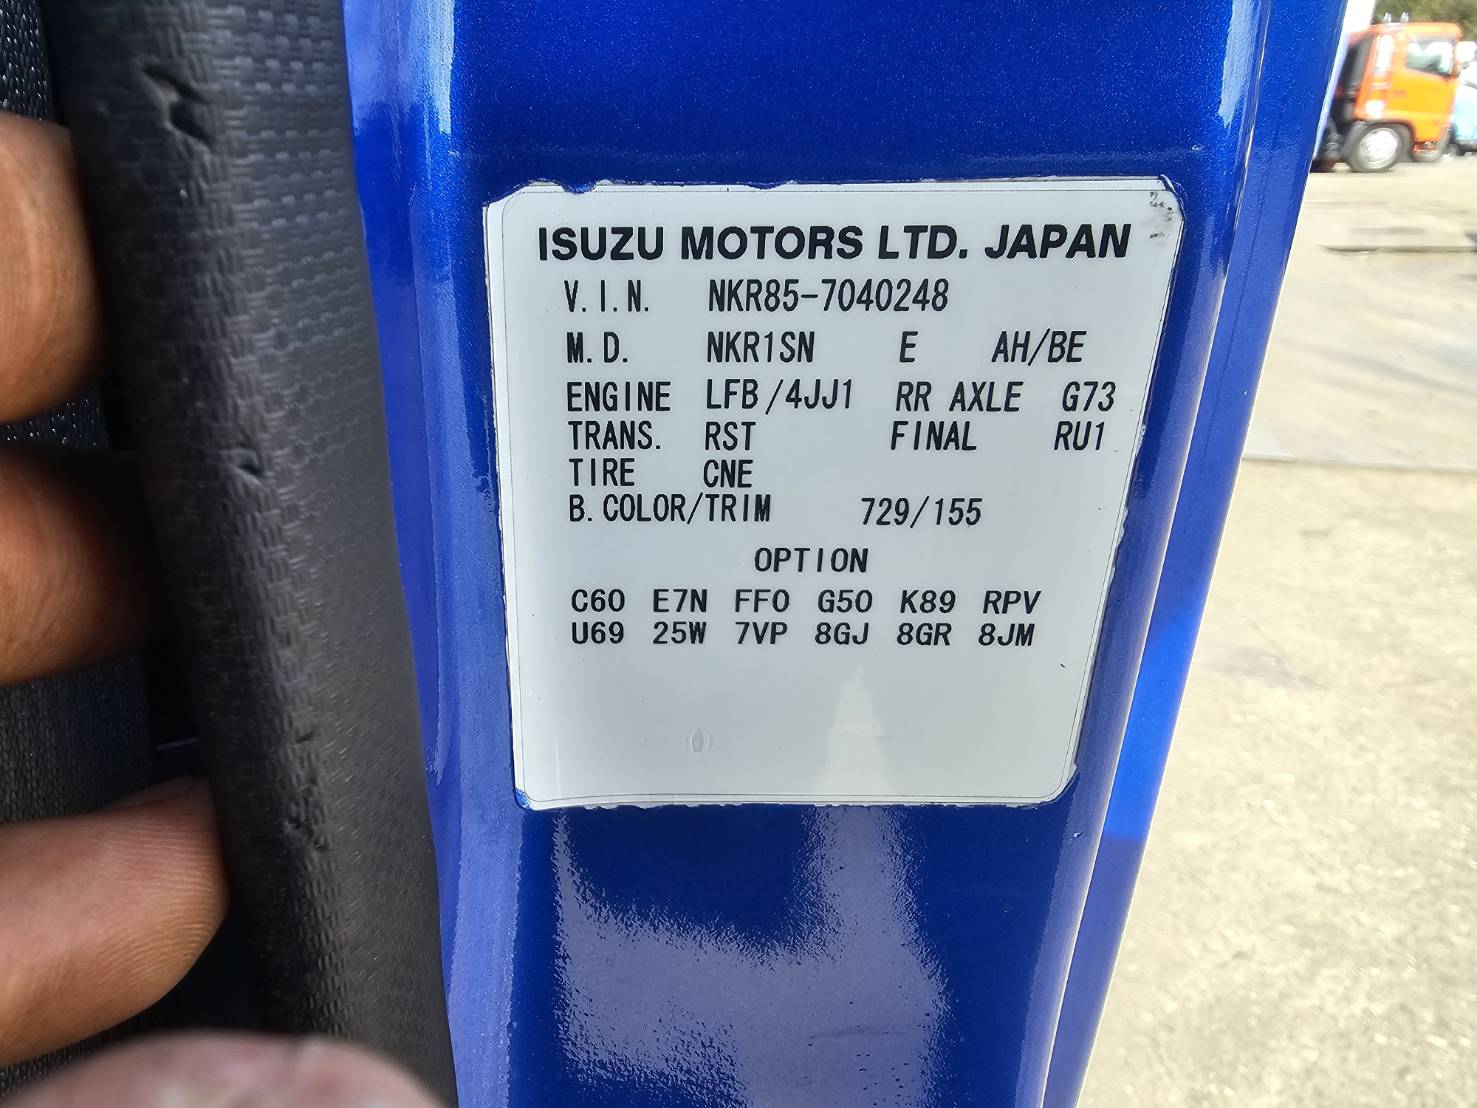 ISUZU MOTORS LTD. JAPAN
V.I.N. NKR85-7040248
M.D. NKR1SN E AH/BE
ENGINE LFB/4JJ1 RR AXLE G73
TRANS. RST FINAL RU1
TIRE CNE
B.COLOR/TRIM 729/155
OPTION
C60 E7N FF0 G50 K89 RPV
U69 25W 7VP 8GJ 8GR 8JM